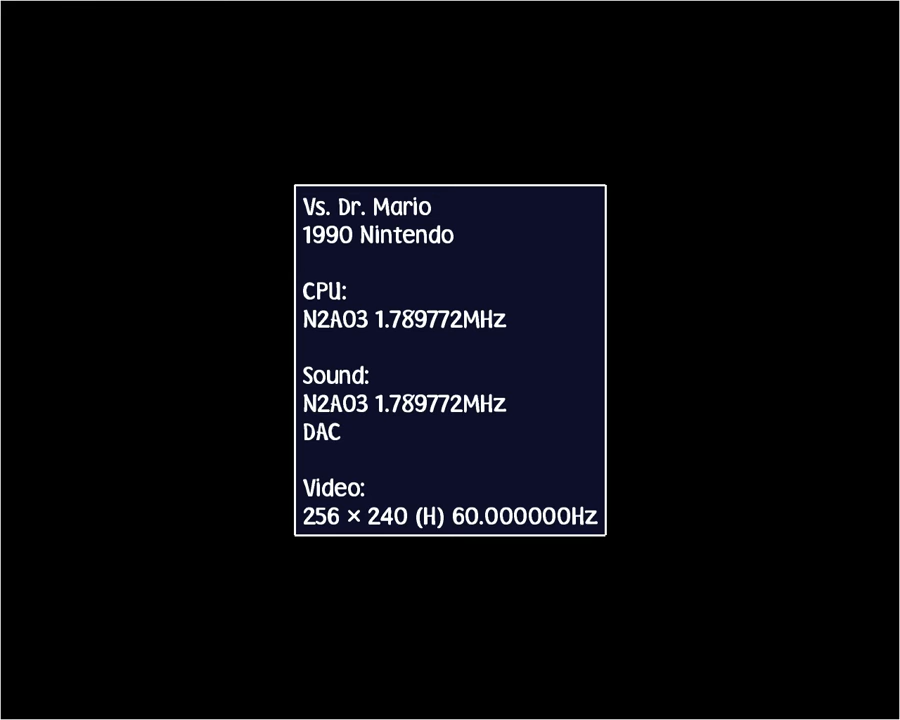 Vs. Dr. Mario
1990 Nintendo
CPU:
N2A03 1.789772MHz
Sound:
N2A03 1.789772MHz
DAC
Video:
256 × 240 (H) 60.000000Hz